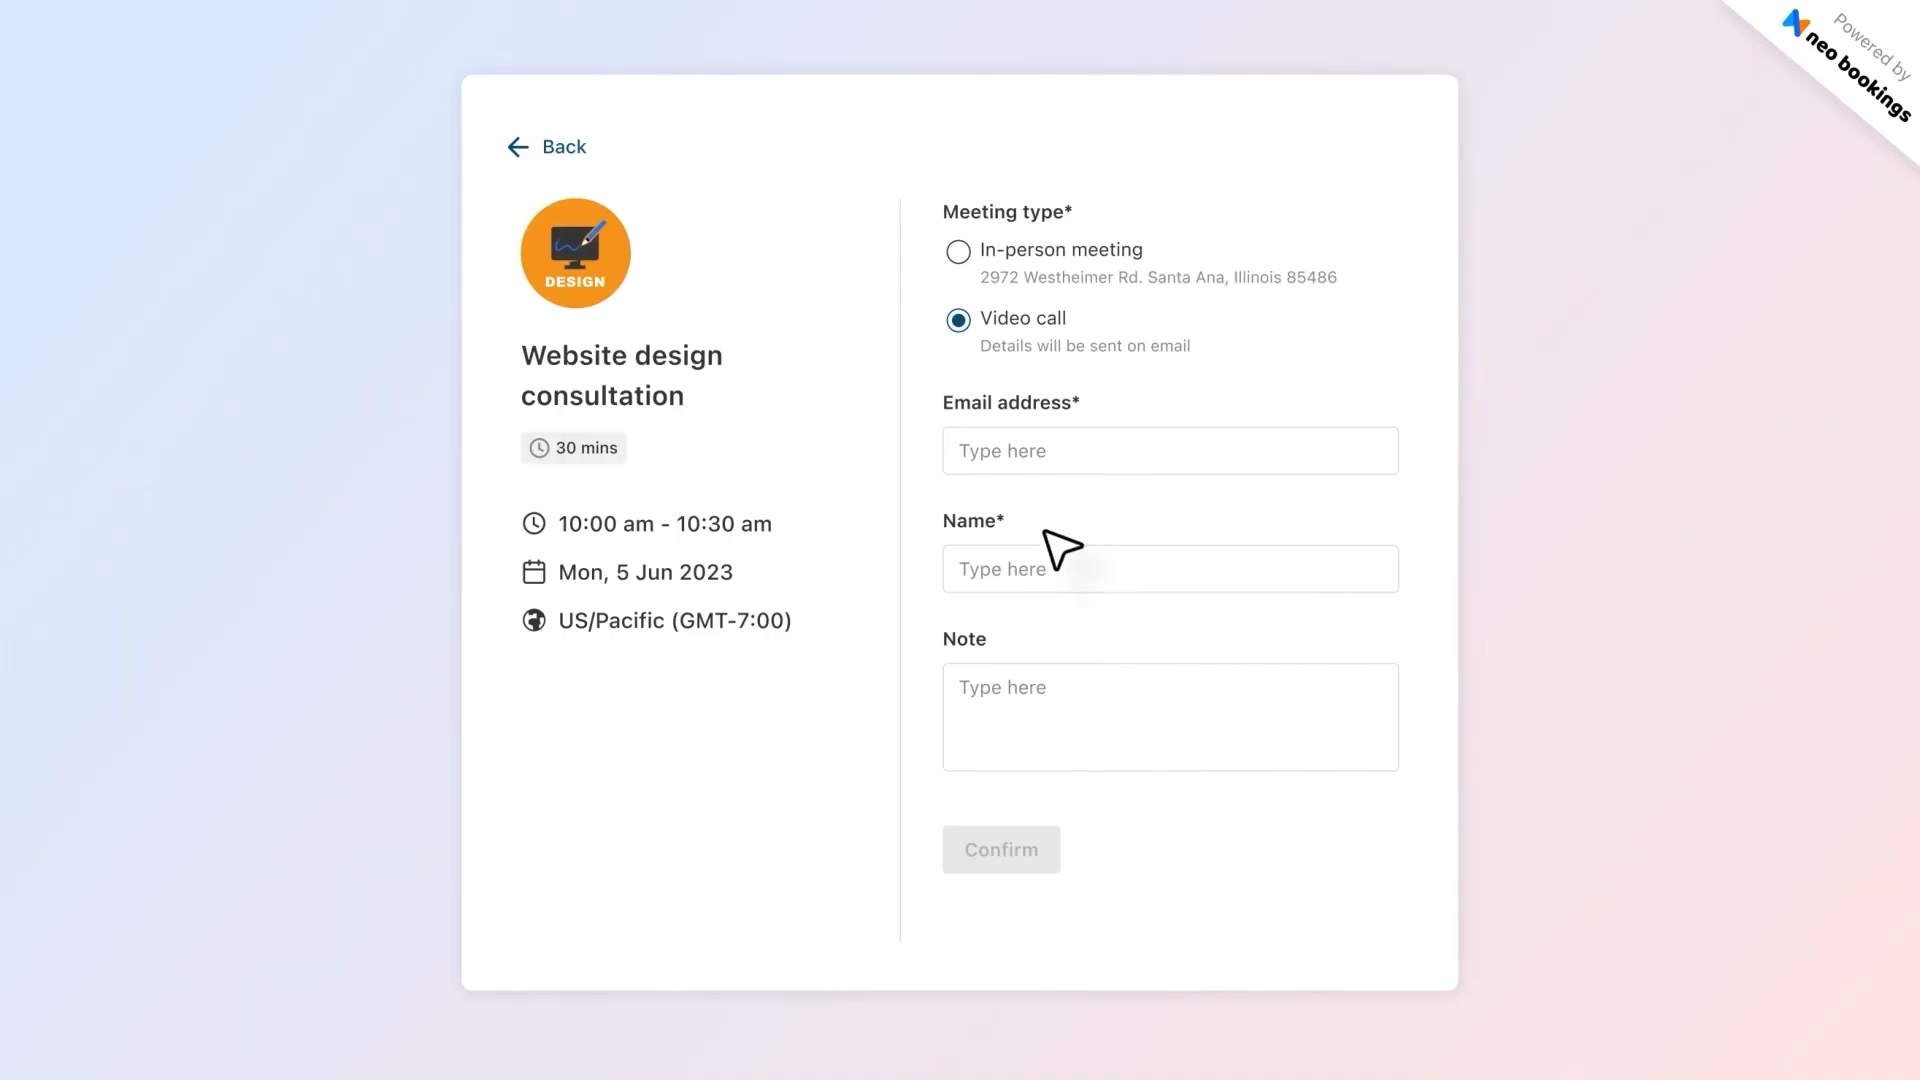 Powered by
neo bookings
Back
DESIGN
Website design
consultation
30 mins
10:00 am - 10:30 am
Mon, 5 Jun 2023
US/Pacific (GMT-7:00)
Meeting type*
In-person meeting
2972 Westheimer Rd. Santa Ana, Illinois 85486
Video call
Details will be sent on email
Email address*
Type here
Name*
Type here
Note
Type here
Confirm